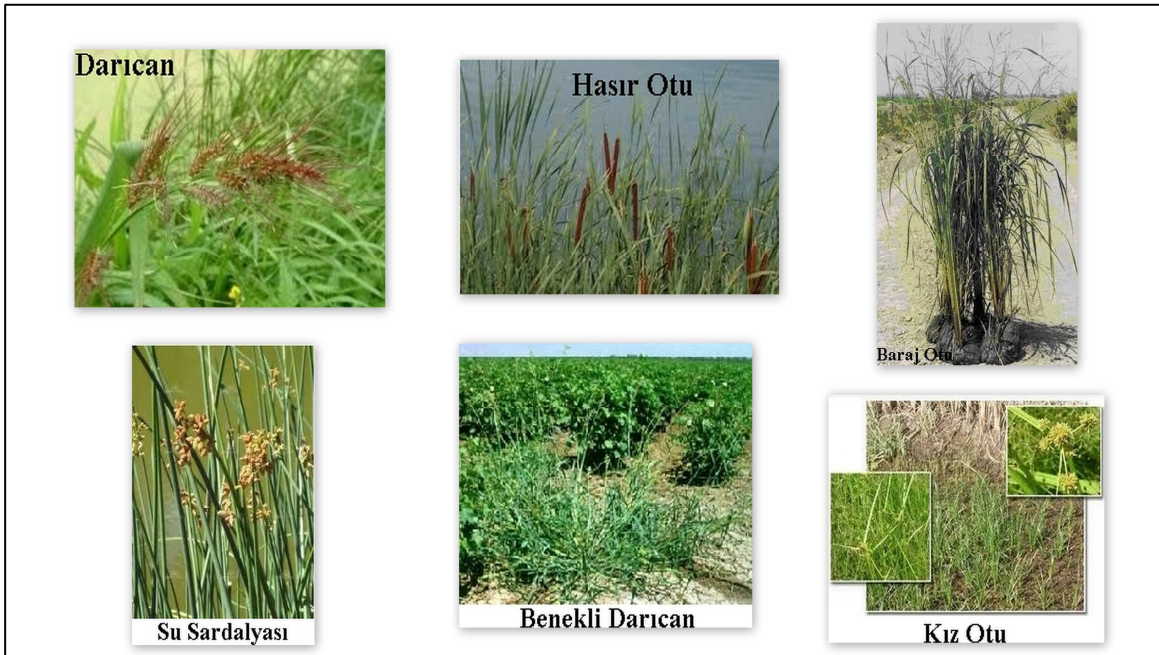 Darıcan
Hasır Otu
Baraj Otu
Su Sardalyası
Benekli Darıcan
Kız Otu